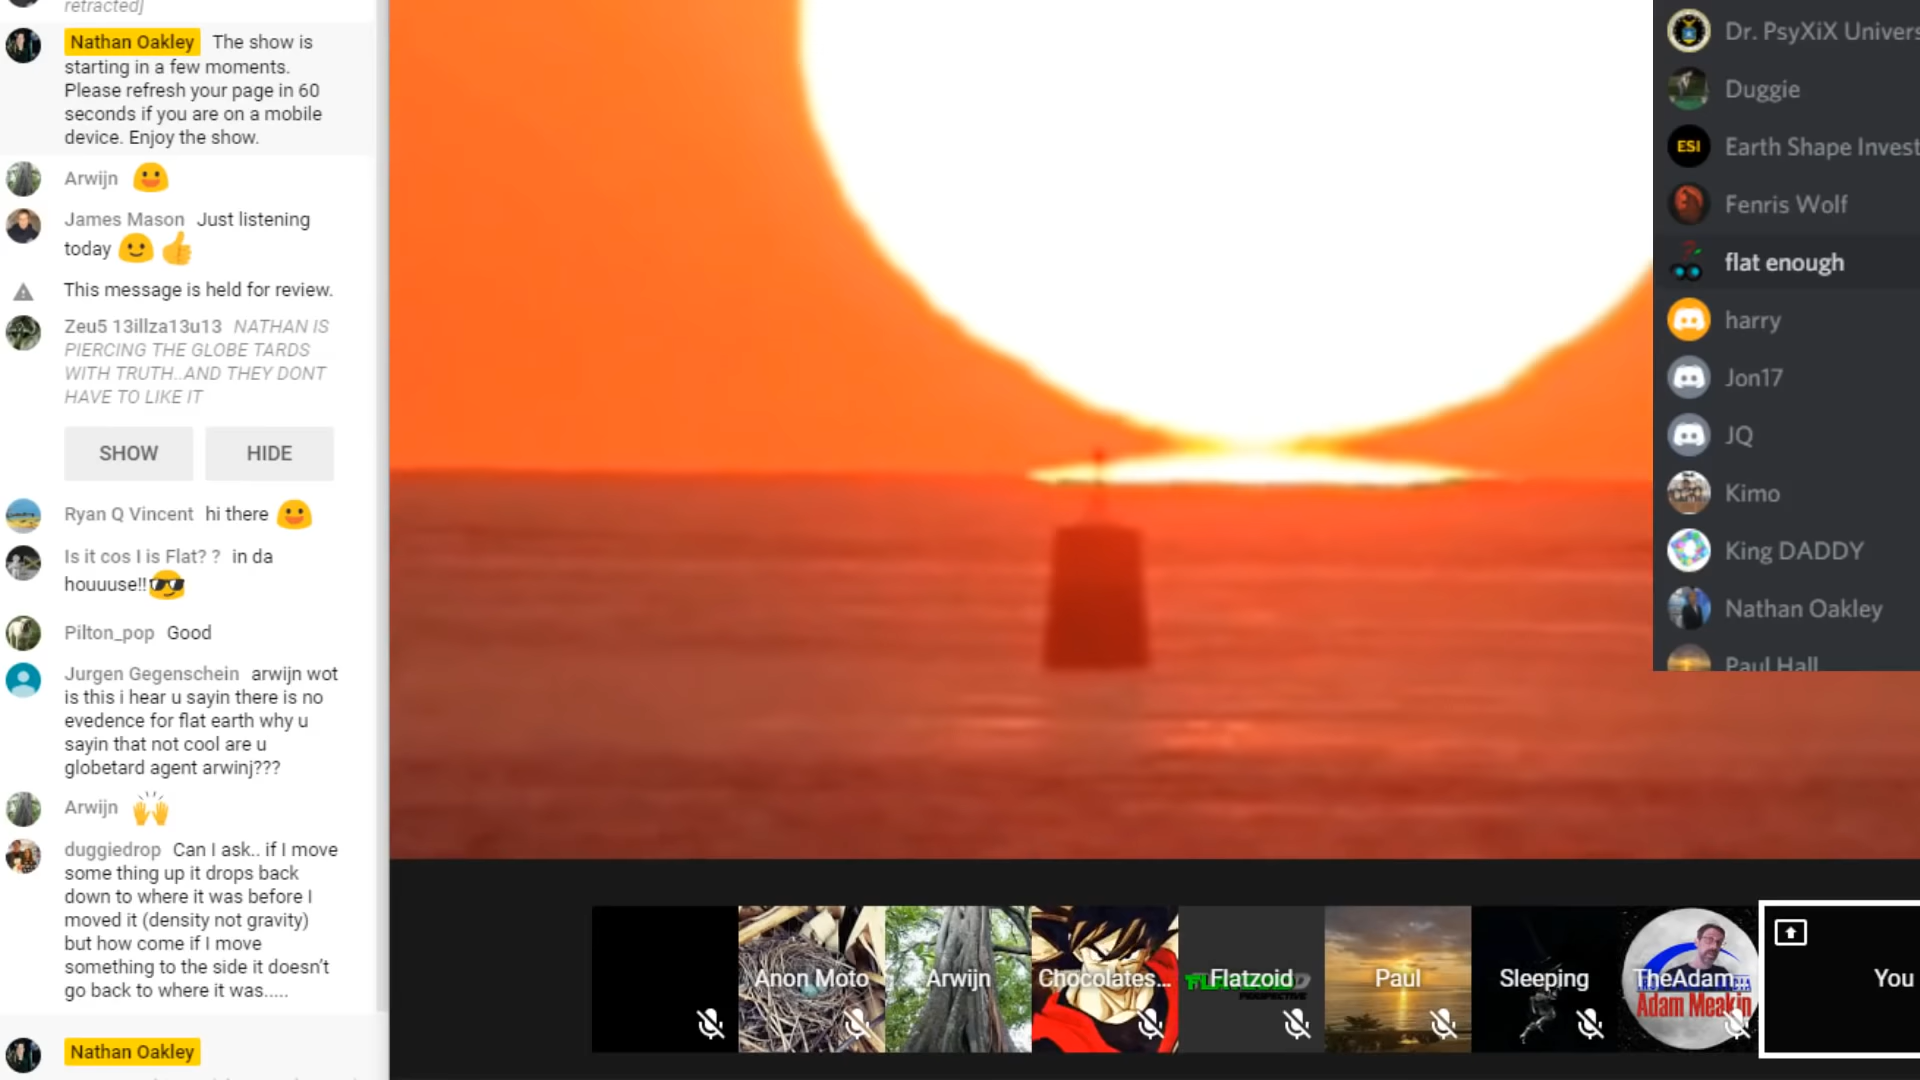 retracted]
Nathan Oakley The show is
starting in a few moments.
Please refresh your page in 60
seconds if you are on a mobile
device. Enjoy the show.
Arwijn
James Mason Just listening
today
This message is held for review.
Zeu5 13illza13u13 NATHAN IS
PIERCING THE GLOBE TARDS
WITH TRUTH..AND THEY DONT
HAVE TO LIKE IT
SHOW HIDE
Ryan Q Vincent hi there
Is it cos I is Flat? ? in da
houuuse!!
Pilton_pop Good
Jurgen Gegenschein arwijn wot
is this i hear u sayin there is no
evedence for flat earth why u
sayin that not cool are u
globetard agent arwinj???
Arwijn
duggiedrop Can I ask.. if I move
some thing up it drops back
down to where it was before I
moved it (density not gravity)
but how come if I move
something to the side it doesn't
go back to where it was.....
Nathan Oakley
Dr. PsyXiX Univers
Duggie
ESI Earth Shape Invest
Fenris Wolf
flat enough
harry
Jon17
JQ
Kimo
King DADDY
Nathan Oakley
Paul Hall
Anon Moto
Arwijn
Chocolates...
Flatzoid
PERSPECTIVE
Paul
Sleeping
TheAdam...
Adam Meakin
You